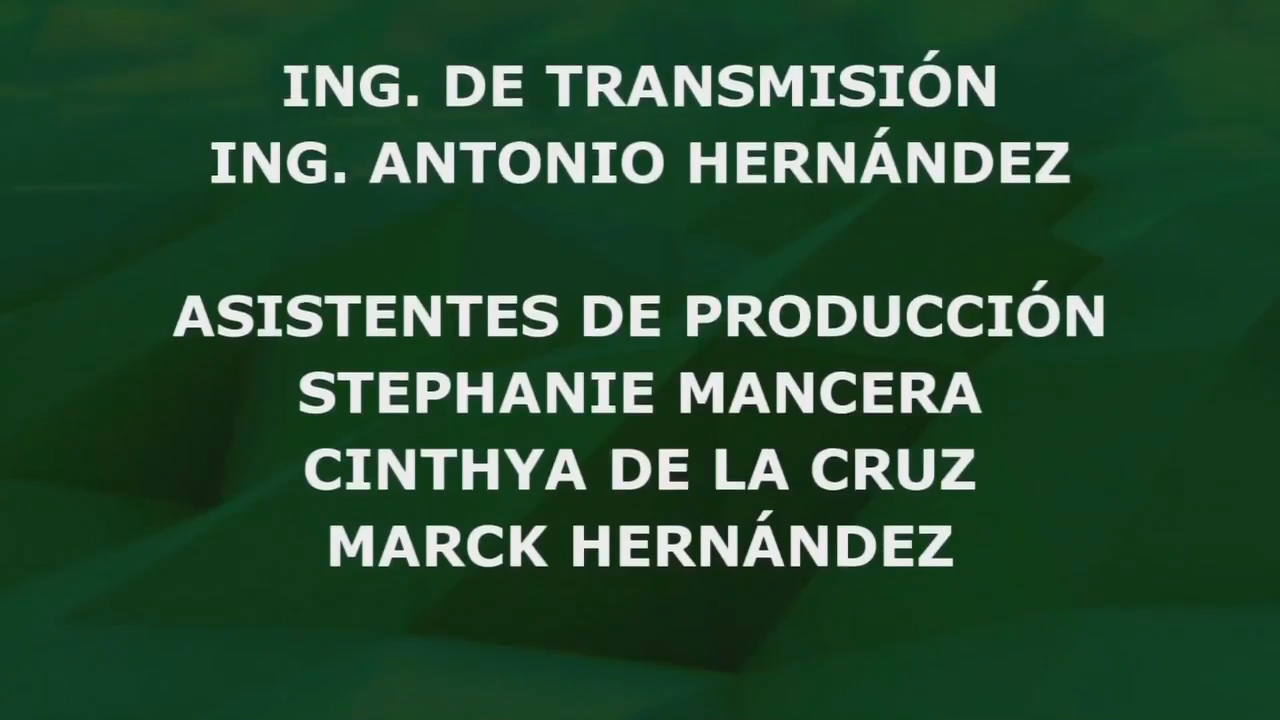 ING. DE TRANSMISIÓN
ING. ANTONIO HERNÁNDEZ
ASISTENTES DE PRODUCCIÓN
STEPHANIE MANCERA
CINTHYA DE LA CRUZ
MARCK HERNÁNDEZ